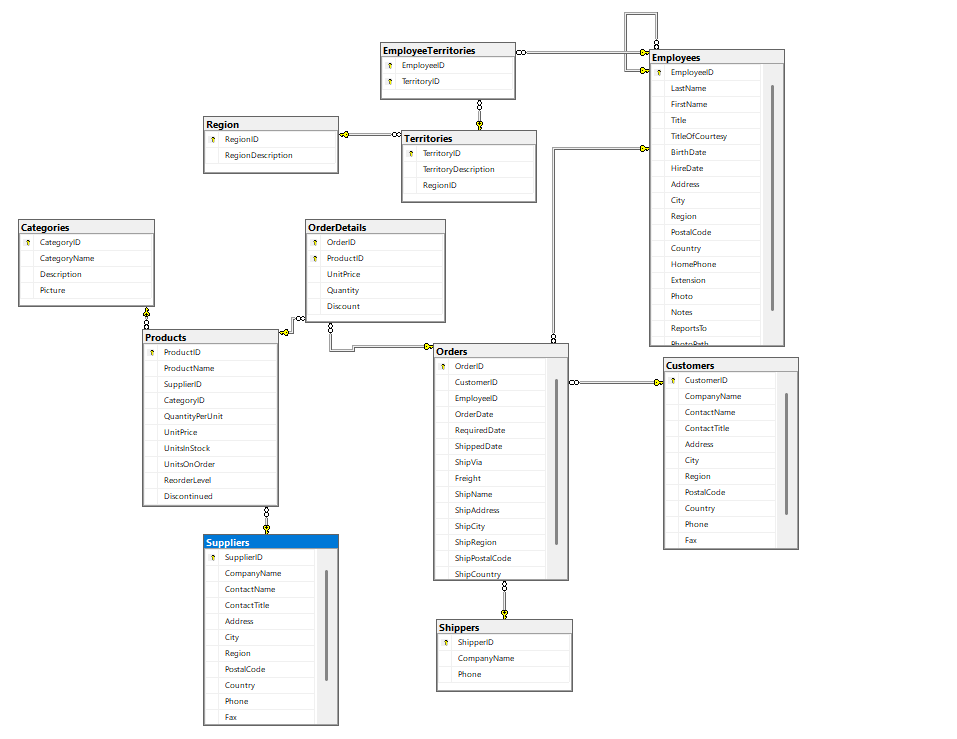 EmployeeTerritories
EmployeeID
TerritoryID
Employees
EmployeeID
LastName
FirstName
Title
TitleOfCourtesy
BirthDate
HireDate
Address
City
Region
PostalCode
Country
HomePhone
Extension
Photo
Notes
ReportsTo
PhotoPath
Region
RegionID
RegionDescription
Territories
TerritoryID
TerritoryDescription
RegionID
Categories
CategoryID
CategoryName
Description
Picture
OrderDetails
OrderID
ProductID
UnitPrice
Quantity
Discount
Products
ProductID
ProductName
SupplierID
CategoryID
QuantityPerUnit
UnitPrice
UnitsInStock
UnitsOnOrder
ReorderLevel
Discontinued
Orders
OrderID
CustomerID
EmployeeID
OrderDate
RequiredDate
ShippedDate
ShipVia
Freight
ShipName
ShipAddress
ShipCity
ShipRegion
ShipPostalCode
ShipCountry
Customers
CustomerID
CompanyName
ContactName
ContactTitle
Address
City
Region
PostalCode
Country
Phone
Fax
Suppliers
SupplierID
CompanyName
ContactName
ContactTitle
Address
City
Region
PostalCode
Country
Phone
Fax
Shippers
ShipperID
CompanyName
Phone